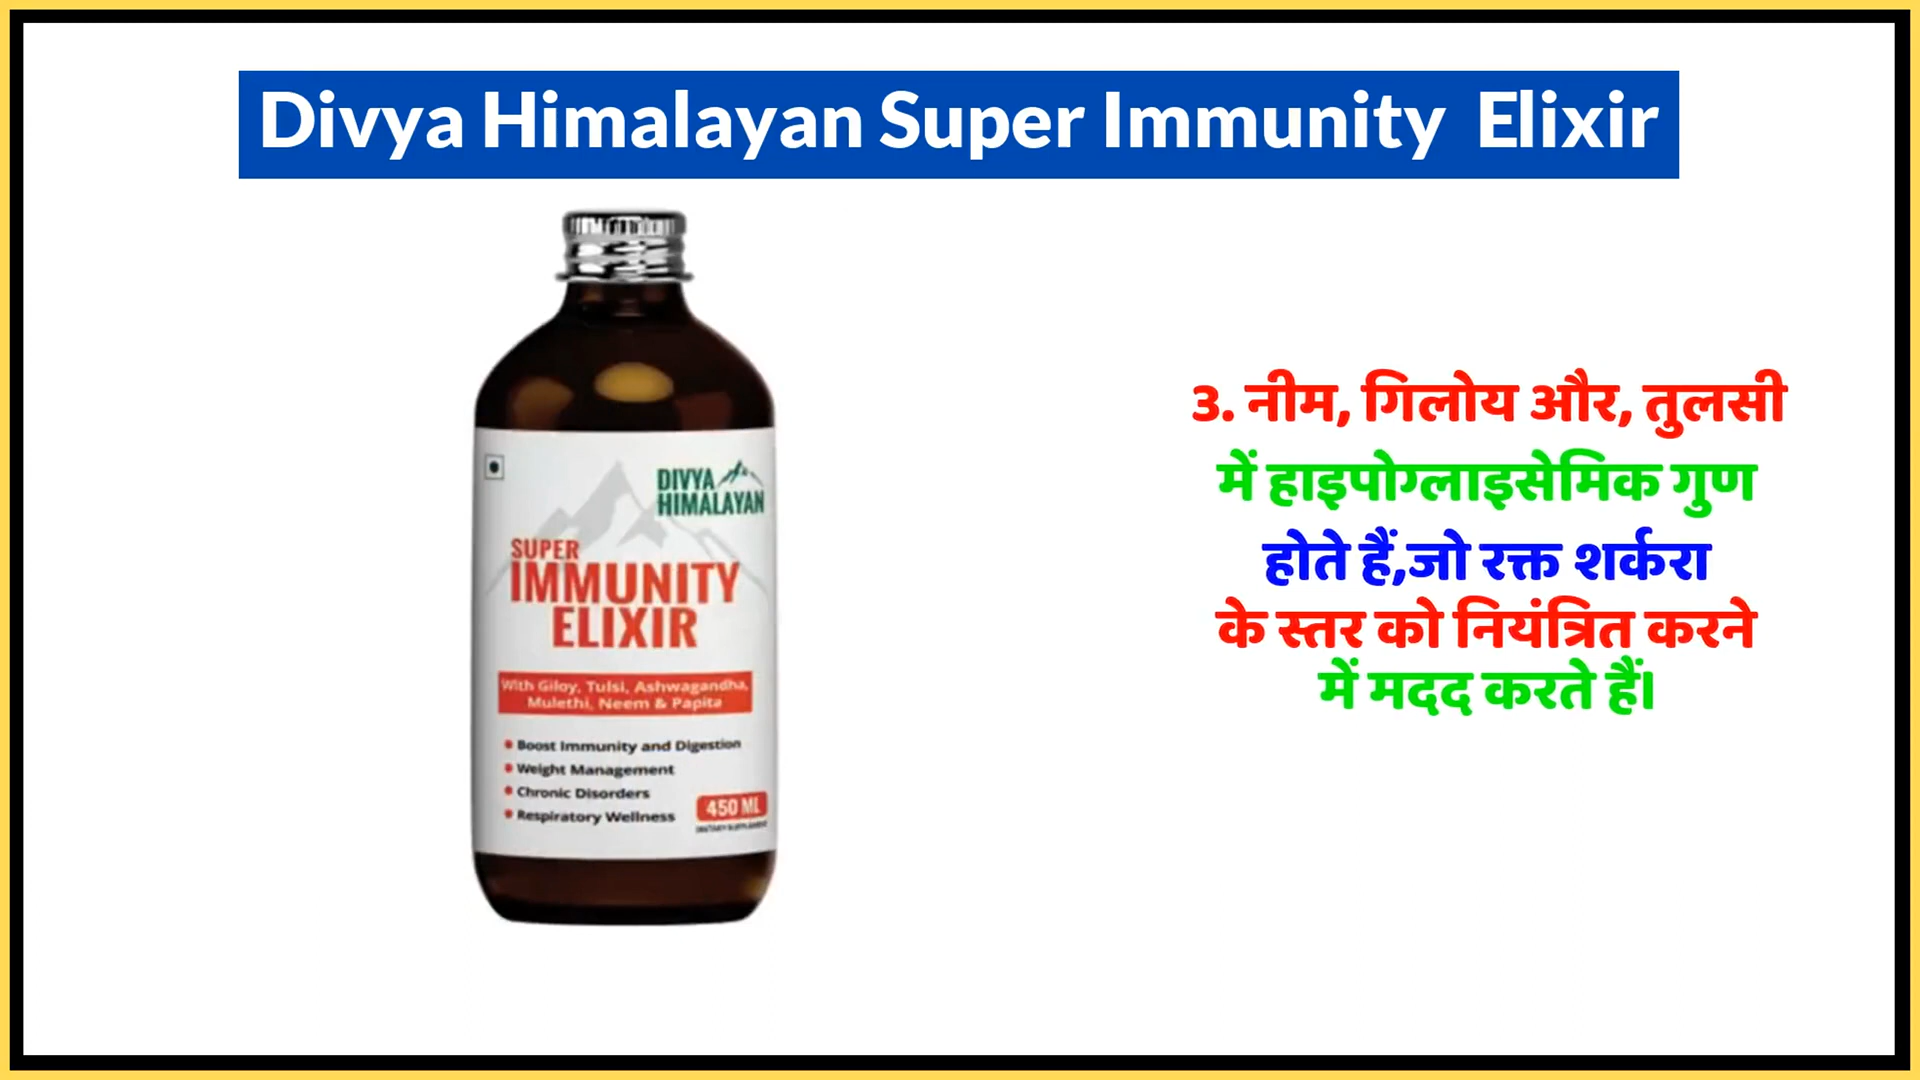 Divya Himalayan Super Immunity Elixir
DIVYA
HIMALAYAN
SUPER
IMMUNITY
ELIXIR
With Giloy, Tulsi, Ashwagandha,
Mulethi, Neem & Papita
Boost Immunity and Digestion
Weight Management
Chronic Disorders
Respiratory Wellness
450 ML
3. नीम, गिलोय और, तुलसी
में हाइपोग्लाइसेमिक गुण
होते हैं,जो रक्त शर्करा
के स्तर को नियंत्रित करने
में मदद करते हैं।